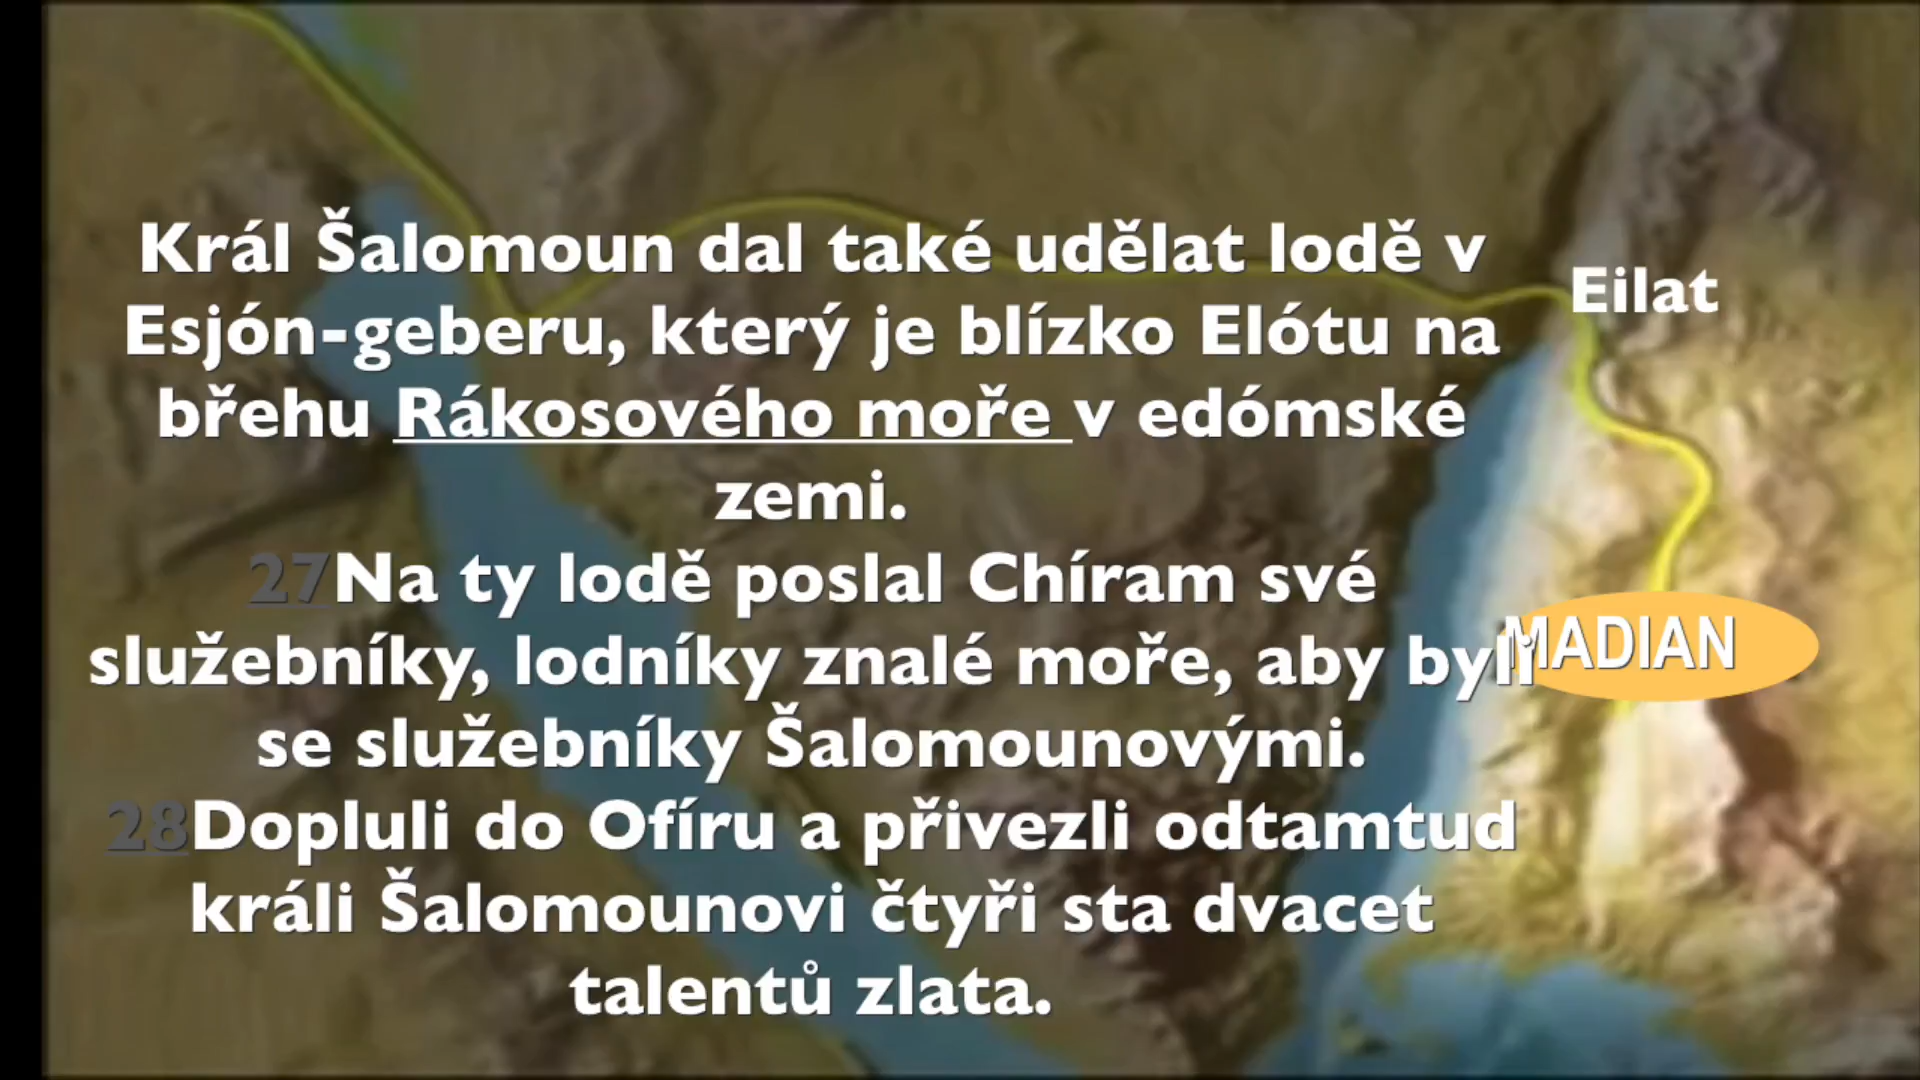 Král Šalomoun dal také udělat lodě v
Esjón-geberu, který je blízko Elótu na
břehu Rákosového moře v edómské
zemi.
27Na ty lodě poslal Chíram své
služebníky, lodníky znalé moře, aby byli
se služebníky Šalomounovými.
28Dopluli do Ofíru a přivezli odtamtud
králi Šalomounovi čtyři sta dvacet
talentů zlata.
Eilat
MADIAN